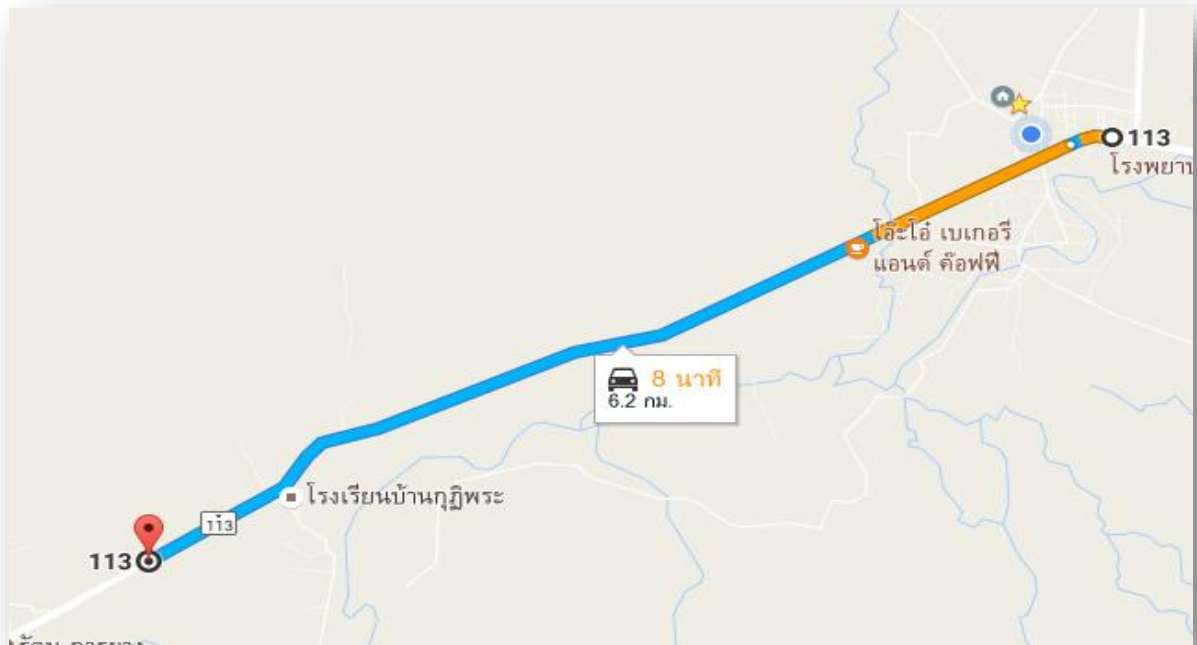 113
โรงพยาบ
โอ๊ะโอ๋ เบเกอรี่
แอนด์ ค๊อฟฟี่
8 นาที
6.2 กม.
โรงเรียนบ้านกุฏิพระ
113
113